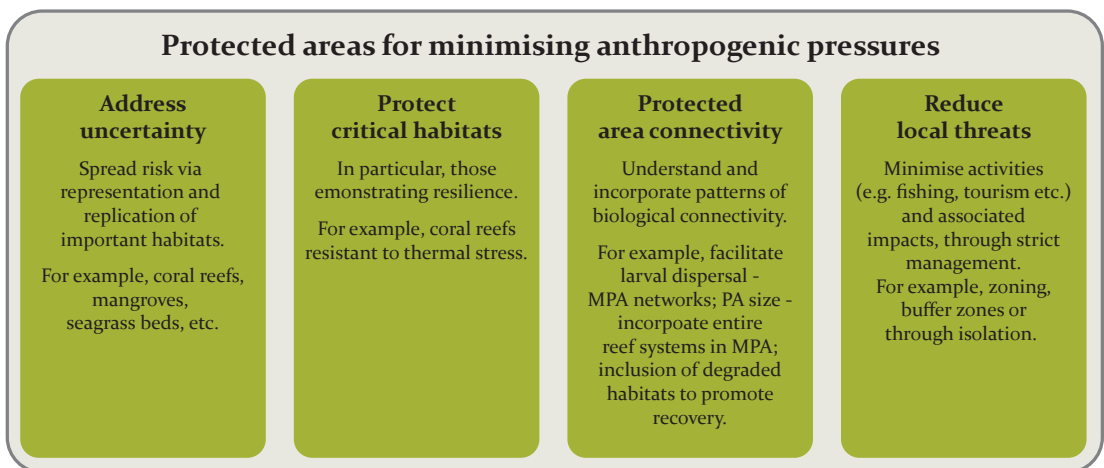 Protected areas for minimising anthropogenic pressures
Address
uncertainty
Spread risk via
representation and
replication of
important habitats.
For example, coral reefs,
mangroves,
seagrass beds, etc.
Protect
critical habitats
In particular, those
emonstrating resilience.
For example, coral reefs
resistant to thermal stress.
Protected
area connectivity
Understand and
incorporate patterns of
biological connectivity.
For example, facilitate
larval dispersal -
MPA networks; PA size -
incorpoate entire
reef systems in MPA;
inclusion of degraded
habitats to promote
recovery.
Reduce
local threats
Minimise activities
(e.g. fishing, tourism etc.)
and associated
impacts, through strict
management.
For example, zoning,
buffer zones or
through isolation.